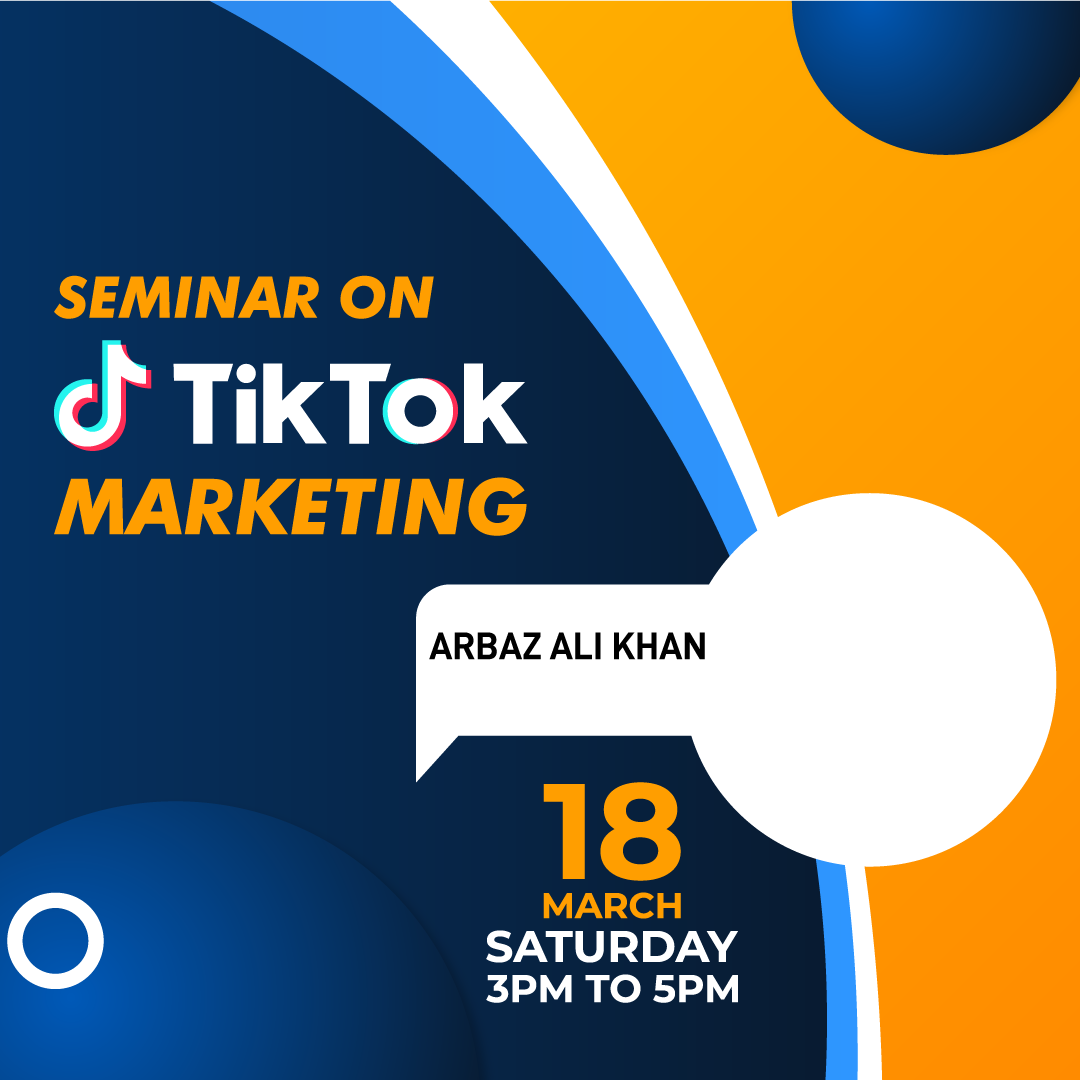 SEMINAR ON
TikTok
MARKETING
ARBAZ ALI KHAN
18
MARCH
SATURDAY
3PM TO 5PM